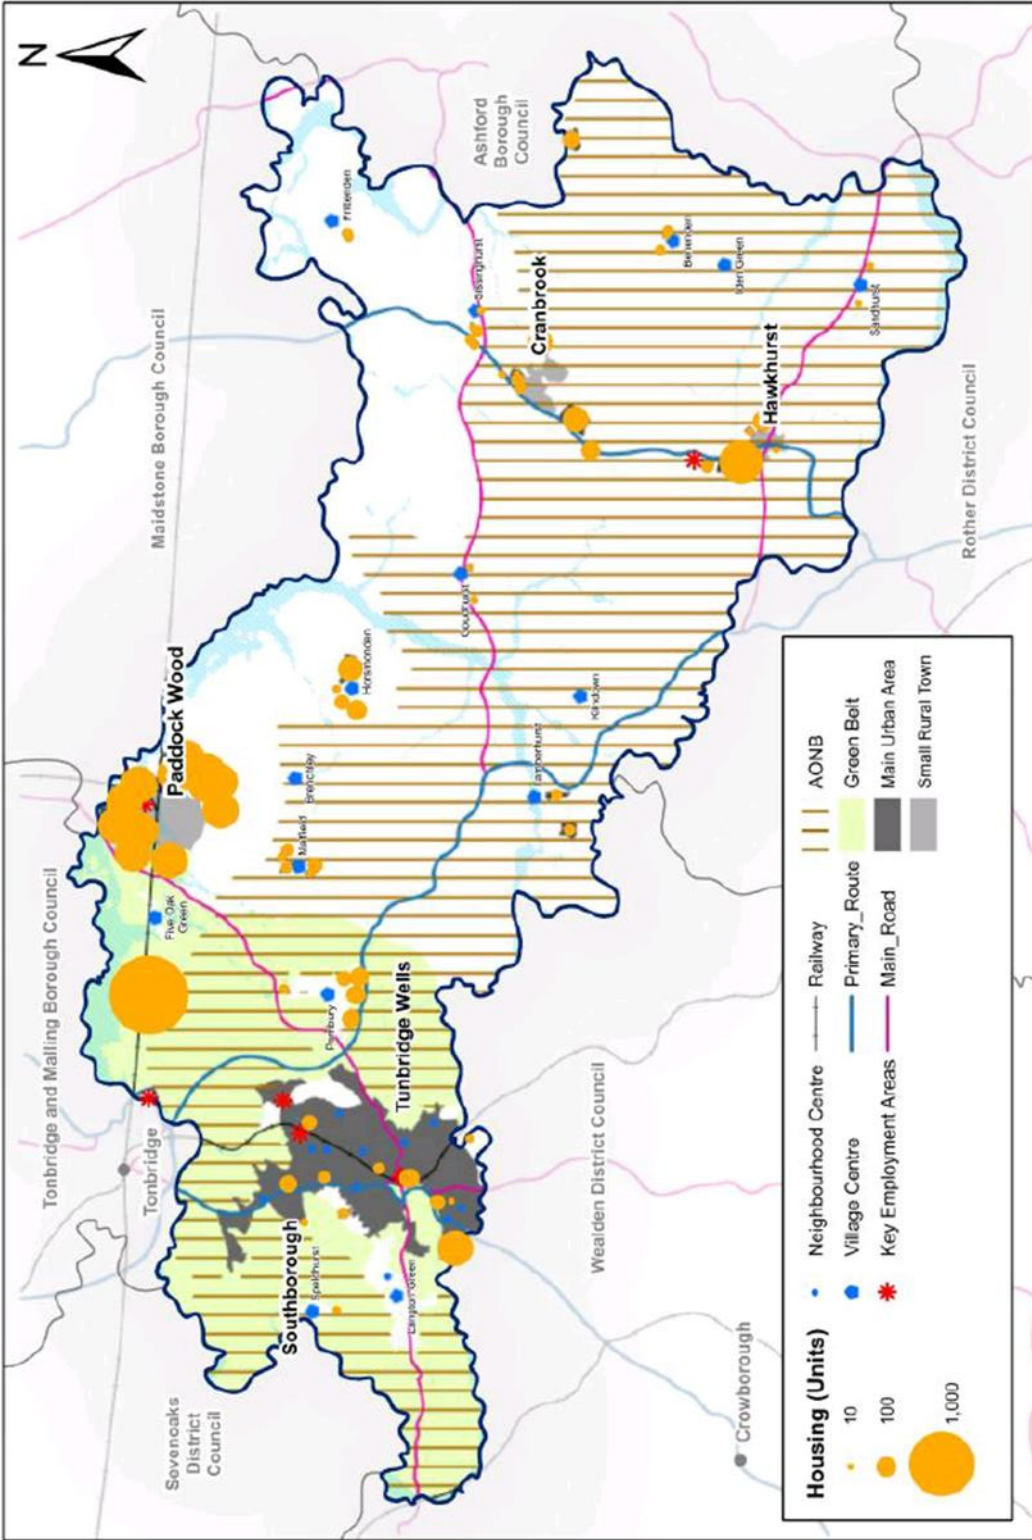 N
Tonbridge and Malling Borough Council
Maidstone Borough Council
Sevenoaks
District
Council
Tonbridge
Paddock Wood
Five Oak
Green
Southborough
Speldhurst
Langton Green
Pembury
Tunbridge Wells
Matfield
Brenchley
Horsmonden
Frittenden
Ashford
Borough
Council
Goudhurst
Sissinghurst
Cranbrook
Lamberhurst
Kilndown
Benenden
Iden Green
Hawkhurst
Sandhurst
Wealden District Council
Rother District Council
Crowborough
Housing (Units)
10
100
1,000
Neighbourhood Centre
Village Centre
Key Employment Areas
Railway
Primary_Route
Main_Road
AONB
Green Belt
Main Urban Area
Small Rural Town